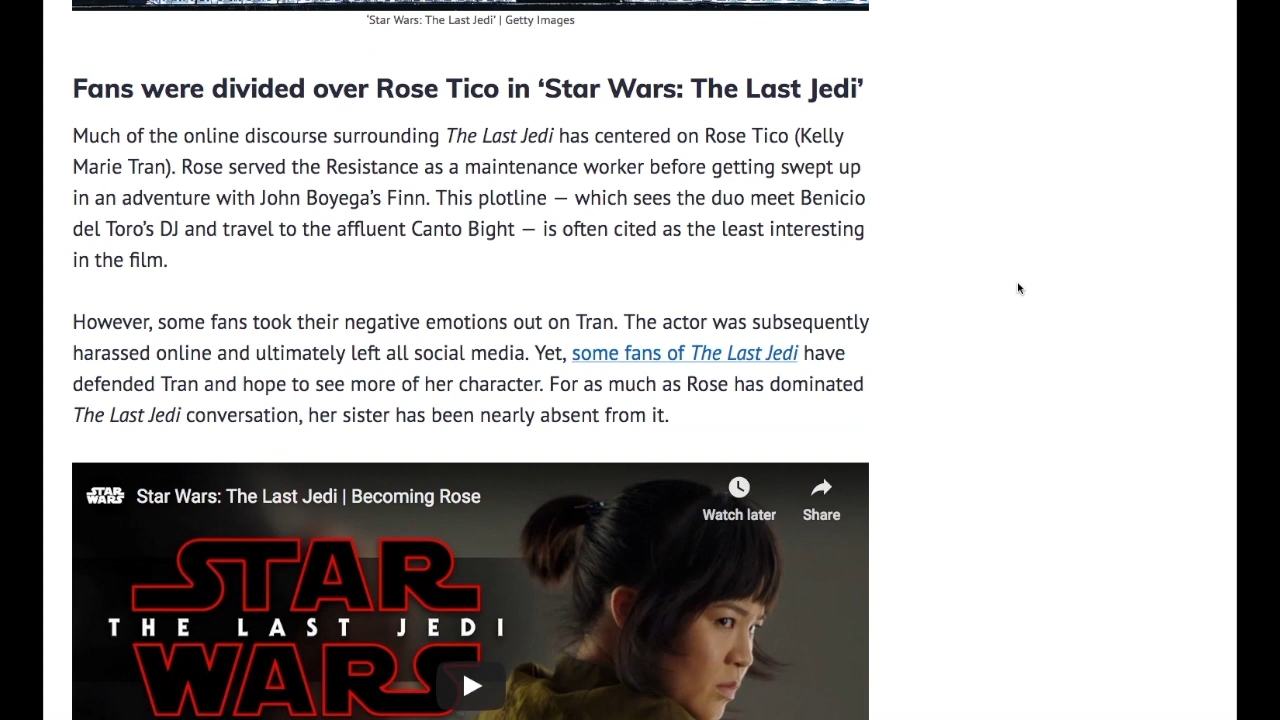 ‘Star Wars: The Last Jedi’ | Getty Images
Fans were divided over Rose Tico in ‘Star Wars: The Last Jedi’
Much of the online discourse surrounding The Last Jedi has centered on Rose Tico (Kelly
Marie Tran). Rose served the Resistance as a maintenance worker before getting swept up
in an adventure with John Boyega’s Finn. This plotline — which sees the duo meet Benicio
del Toro’s DJ and travel to the affluent Canto Bight — is often cited as the least interesting
in the film.
However, some fans took their negative emotions out on Tran. The actor was subsequently
harassed online and ultimately left all social media. Yet, some fans of The Last Jedi have
defended Tran and hope to see more of her character. For as much as Rose has dominated
The Last Jedi conversation, her sister has been nearly absent from it.
STAR WARS
Star Wars: The Last Jedi | Becoming Rose
Watch later
Share
STAR
THE LAST JEDI
WARS